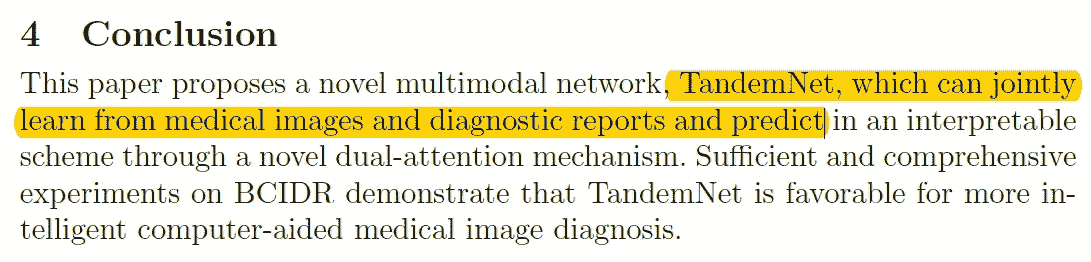 4 Conclusion
This paper proposes a novel multimodal network, TandemNet, which can jointly
learn from medical images and diagnostic reports and predict in an interpretable
scheme through a novel dual-attention mechanism. Sufficient and comprehensive
experiments on BCIDR demonstrate that TandemNet is favorable for more in-
telligent computer-aided medical image diagnosis.